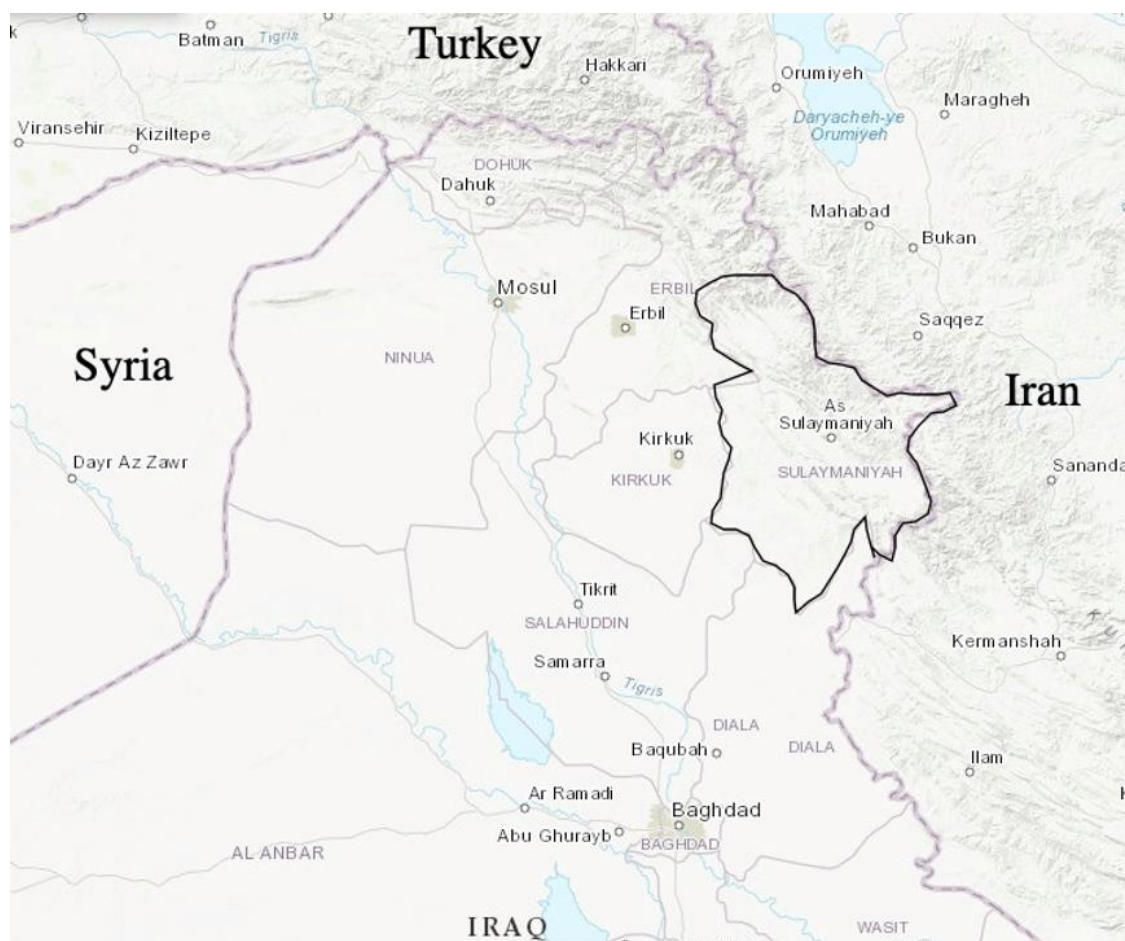 k
Batman
Tigris
Turkey
Hakkari
Orumiyeh
Maragheh
Daryacheh-ye
Orumiyeh
Viransehir
Kiziltepe
DOHUK
Dahuk
Mahabad
Bukan
Mosul
ERBIL
Erbil
Saqqez
Syria
NINUA
Iran
As
Sulaymaniyah
Kirkuk
Dayr Az Zawr
KIRKUK
SULAYMANIYAH
Sananda
Tikrit
SALAHUDDIN
Samarra
Tigris
Kermanshah
Baqubah
DIALA
DIALA
Ilam
Ar Ramadi
Baghdad
Abu Ghurayb
BAGHDAD
AL ANBAR
IRAQ
WASIT